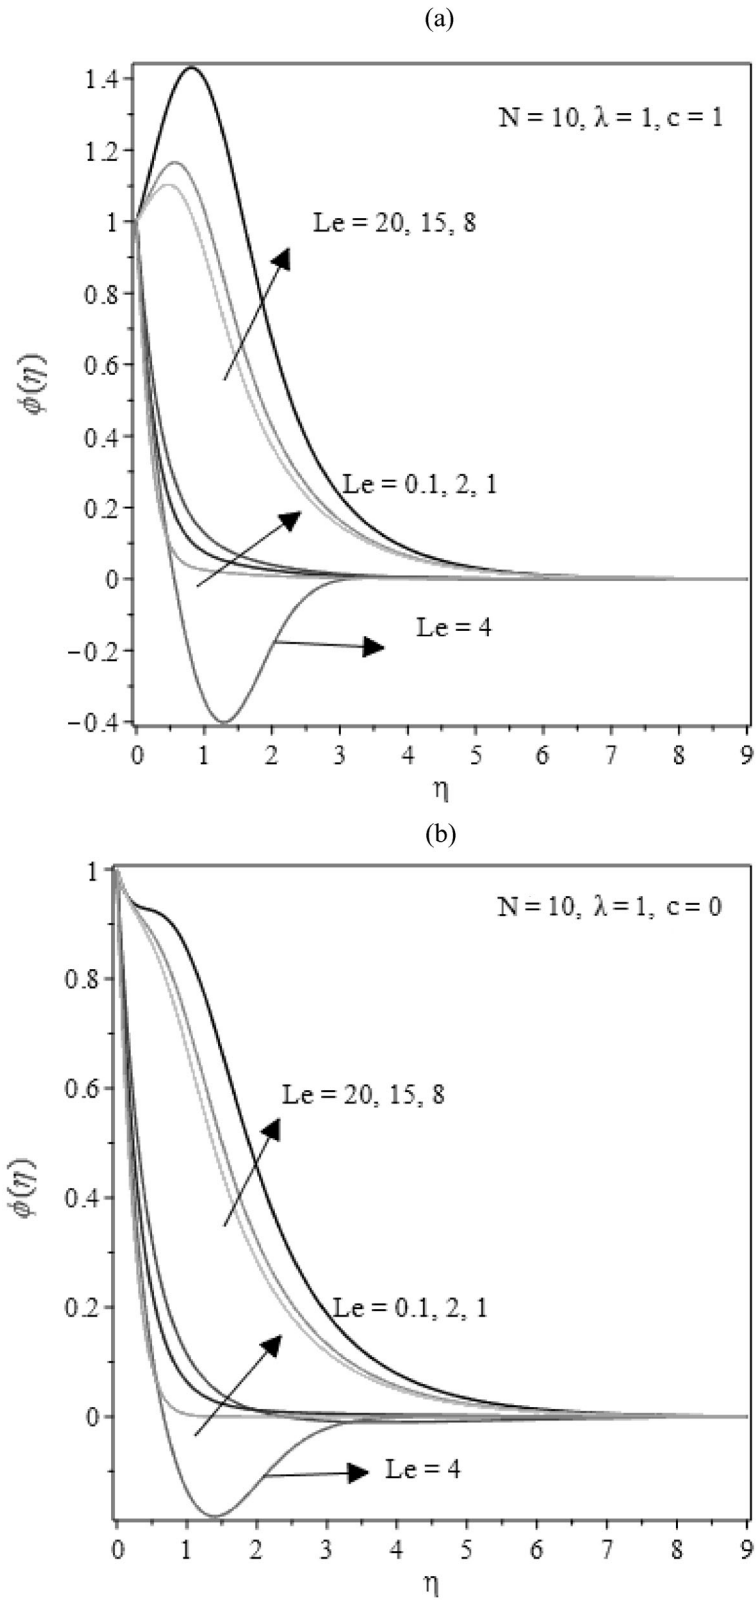 (a)
1.4
1.2
1
0.8
0.6
0.4
0.2
0
−0.2
−0.4
ϕ(η)
N = 10, λ = 1, c = 1
Le = 20, 15, 8
Le = 0.1, 2, 1
Le = 4
0 1 2 3 4 5 6 7 8 9
η
(b)
1
0.8
0.6
0.4
0.2
0
ϕ(η)
N = 10, λ = 1, c = 0
Le = 20, 15, 8
Le = 0.1, 2, 1
Le = 4
0 1 2 3 4 5 6 7 8 9
η